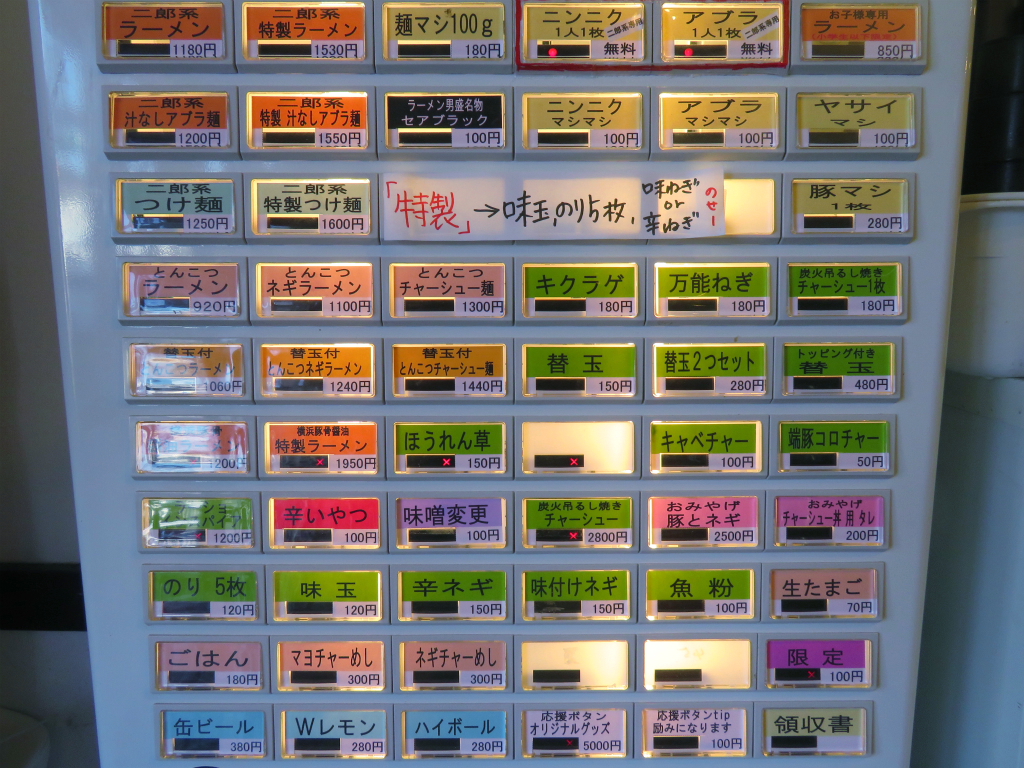 二郎系
ラーメン
1180円
二郎系
特製ラーメン
1530円
麺マシ100g
180円
ニンニク
1人1枚
二郎系専用
無料
アブラ
1人1枚
二郎系専用
無料
お子様専用
ラーメン
850円
二郎系
汁なしアブラ麺
1200円
二郎系
特製 汁なしアブラ麺
1550円
ラーメン男盛名物
セアブラック
100円
ニンニク
マシマシ
100円
アブラ
マシマシ
100円
ヤサイ
マシ
100円
二郎系
つけ麺
1250円
二郎系
特製つけ麺
1600円
「特製」→味玉,のり5枚,
味ねぎ
or
辛ねぎ
のせー
豚マシ
1枚
280円
とんこつ
ラーメン
920円
とんこつ
ネギラーメン
1100円
とんこつ
チャーシュー麺
1300円
キクラゲ
180円
万能ねぎ
180円
炭火吊るし焼き
チャーシュー1枚
180円
替玉付
とんこつラーメン
1060円
替玉付
とんこつネギラーメン
1240円
替玉付
とんこつチャーシュー麺
1440円
替玉
150円
替玉2つセット
280円
トッピング付き
替玉
480円
ラーメン
1200円
横浜豚骨醤油
特製ラーメン
1950円
ほうれん草
150円
キャベチャー
100円
端豚コロチャー
50円
1200円
辛いやつ
100円
味噌変更
100円
炭火吊るし焼き
チャーシュー
2800円
おみやげ
豚とネギ
2500円
おみやげ
チャーシュー丼用タレ
200円
のり 5枚
120円
味玉
120円
辛ネギ
150円
味付けネギ
150円
魚粉
100円
生たまご
70円
ごはん
180円
マヨチャーめし
300円
ネギチャーめし
300円
限定
100円
缶ビール
380円
Wレモン
280円
ハイボール
280円
応援ボタン
オリジナルグッズ
5000円
応援ボタンtip
励みになります
100円
領収書